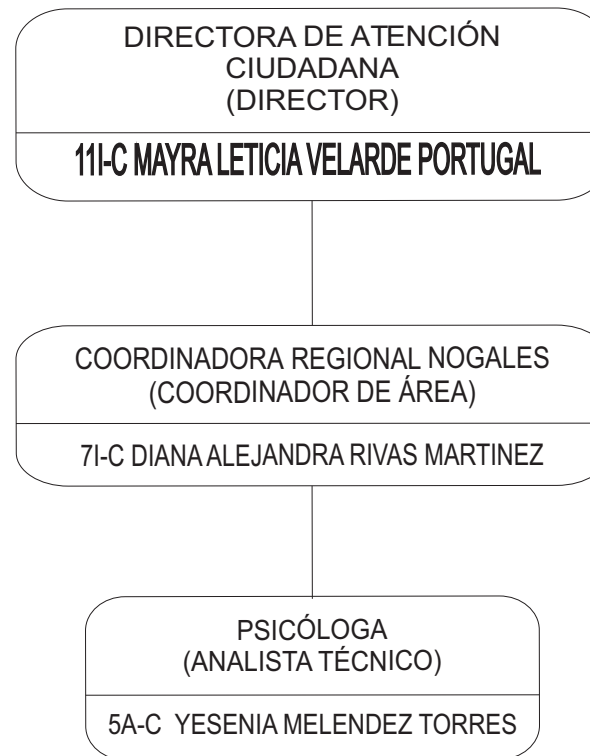 DIRECTORA DE ATENCIÓN
CIUDADANA
(DIRECTOR)
11I-C MAYRA LETICIA VELARDE PORTUGAL
COORDINADORA REGIONAL NOGALES
(COORDINADOR DE ÁREA)
7I-C DIANA ALEJANDRA RIVAS MARTINEZ
PSICÓLOGA
(ANALISTA TÉCNICO)
5A-C YESENIA MELENDEZ TORRES